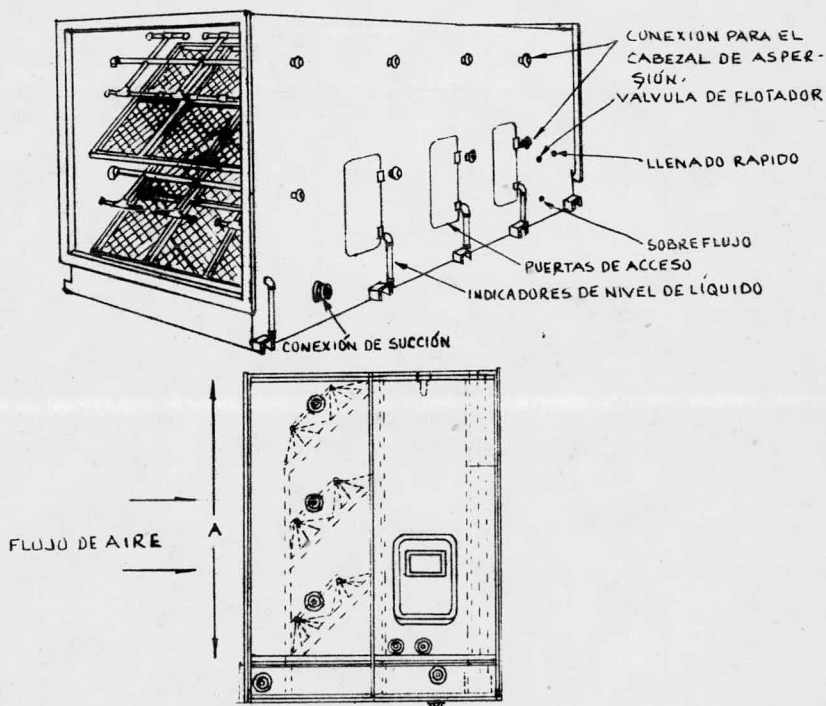 CONEXION PARA EL
CABEZAL DE ASPER-
SIÓN.
VALVULA DE FLOTADOR
LLENADO RAPIDO
SOBREFLUJO
PUERTAS DE ACCESO
INDICADORES DE NIVEL DE LÍQUIDO
CONEXIÓN DE SUCCIÓN
FLUJO DE AIRE
A